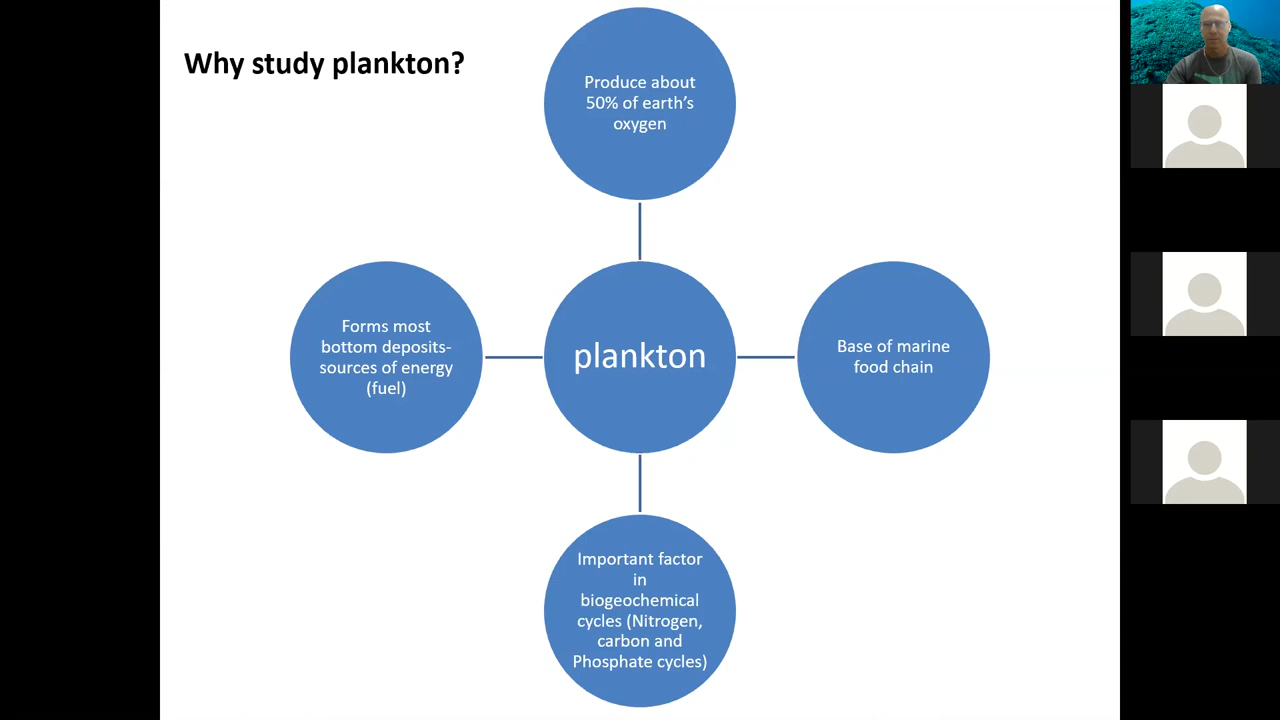 Why study plankton?
Produce about
50% of earth's
oxygen
Forms most
bottom deposits-
sources of energy
(fuel)
plankton
Base of marine
food chain
Important factor
in
biogeochemical
cycles (Nitrogen,
carbon and
Phosphate cycles)